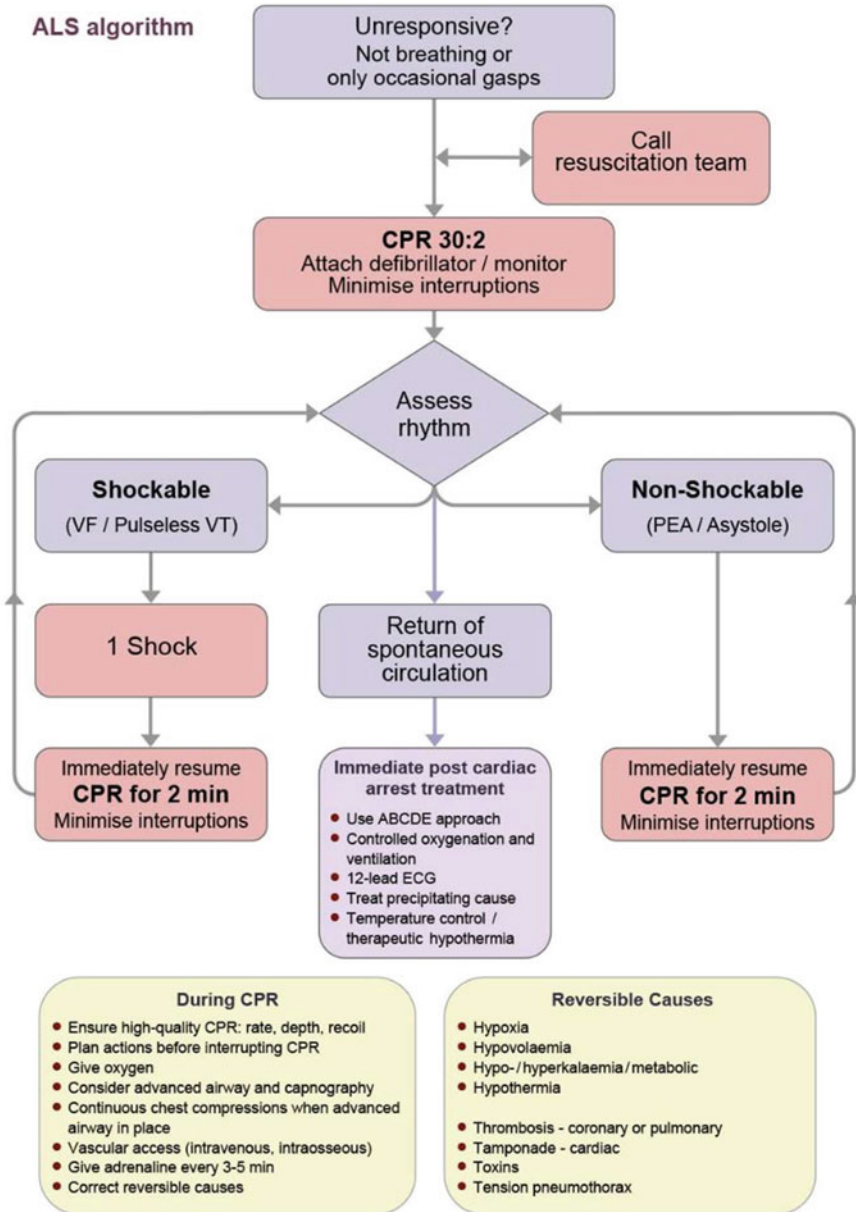 ALS algorithm
Unresponsive?
Not breathing or
only occasional gasps
Call
resuscitation team
CPR 30:2
Attach defibrillator / monitor
Minimise interruptions
Assess
rhythm
Shockable
(VF / Pulseless VT)
Non-Shockable
(PEA / Asystole)
1 Shock
Return of
spontaneous
circulation
Immediately resume
CPR for 2 min
Minimise interruptions
Immediate post cardiac
arrest treatment
● Use ABCDE approach
● Controlled oxygenation and
ventilation
● 12-lead ECG
● Treat precipitating cause
● Temperature control /
therapeutic hypothermia
Immediately resume
CPR for 2 min
Minimise interruptions
During CPR
● Ensure high-quality CPR: rate, depth, recoil
● Plan actions before interrupting CPR
● Give oxygen
● Consider advanced airway and capnography
● Continuous chest compressions when advanced
airway in place
● Vascular access (intravenous, intraosseous)
● Give adrenaline every 3-5 min
● Correct reversible causes
Reversible Causes
● Hypoxia
● Hypovolaemia
● Hypo- / hyperkalaemia / metabolic
● Hypothermia
● Thrombosis - coronary or pulmonary
● Tamponade - cardiac
● Toxins
● Tension pneumothorax